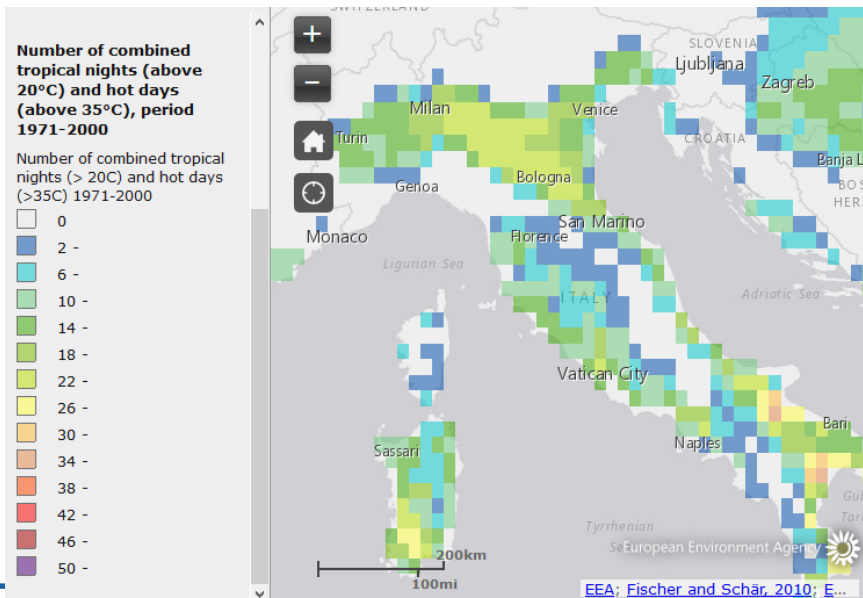 Number of combined
tropical nights (above
20°C) and hot days
(above 35°C), period
1971-2000
Number of combined tropical
nights (> 20C) and hot days
(>35C) 1971-2000
0
2 -
6 -
10 -
14 -
18 -
22 -
26 -
30 -
34 -
38 -
42 -
46 -
50 -
+
−
SWITZERLAND
SLOVENIA
Ljubljana
Zagreb
Milan
Venice
Turin
CROATIA
Banja L
Bologna
Genoa
BOS
HER
San Marino
Monaco
Florence
Ligurian Sea
ITALY
Adriatic Sea
Vatican City
Bari
Naples
Sassari
Gul
Tar
Tyrrhenian
Se
European Environment Agency
200km
100mi
EEA; Fischer and Schär, 2010; E...